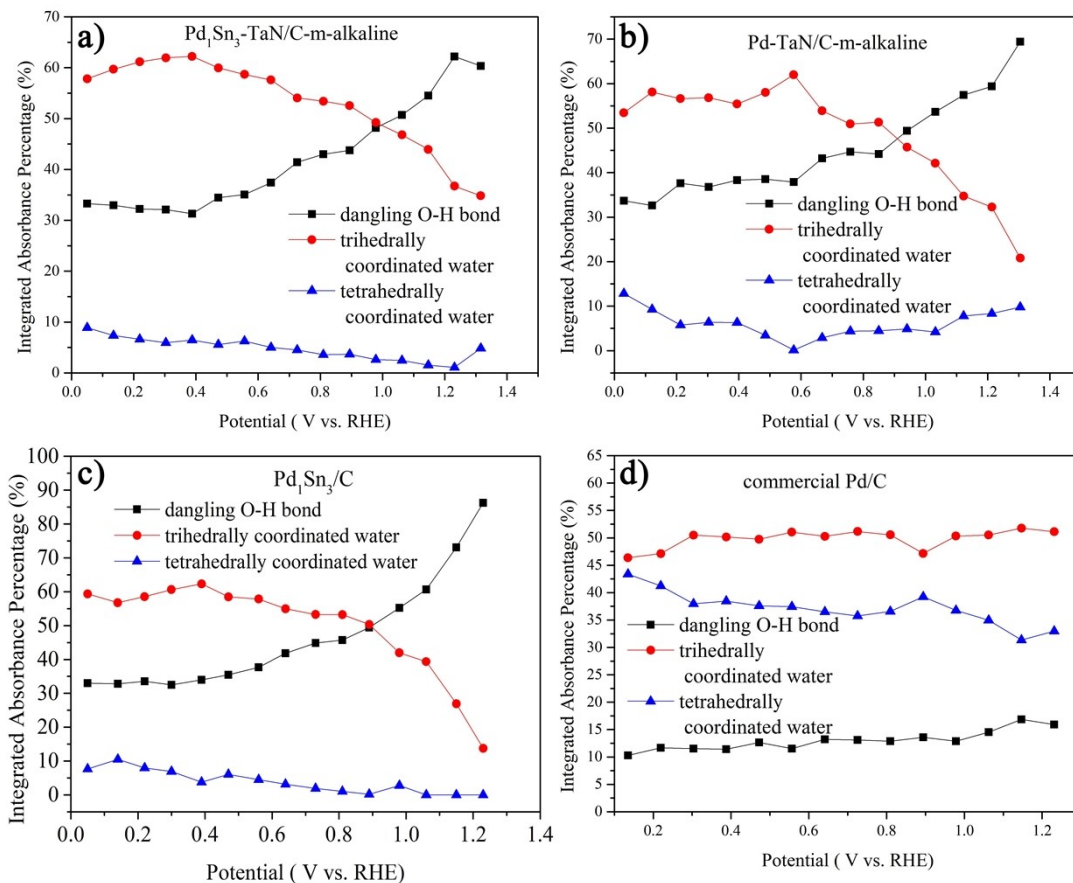 a)
Pd₁Sn₃-TaN/C-m-alkaline
Integrated Absorbance Percentage (%)
70
60
50
40
30
20
10
0
dangling O-H bond
trihedrally
coordinated water
tetrahedrally
coordinated water
0.0 0.2 0.4 0.6 0.8 1.0 1.2 1.4
Potential ( V vs. RHE)
b)
Pd-TaN/C-m-alkaline
Integrated Absorbance Percentage (%)
70
60
50
40
30
20
10
0
dangling O-H bond
trihedrally
coordinated water
tetrahedrally
coordinated water
0.0 0.2 0.4 0.6 0.8 1.0 1.2 1.4
Potential ( V vs. RHE)
c)
Pd₁Sn₃/C
Integrated Absorbance Percentage (%)
100
90
80
70
60
50
40
30
20
10
0
dangling O-H bond
trihedrally coordinated water
tetrahedrally coordinated water
0.0 0.2 0.4 0.6 0.8 1.0 1.2 1.4
Potential ( V vs. RHE)
d)
commercial Pd/C
Integrated Absorbance Percentage (%)
65
60
55
50
45
40
35
30
25
20
15
10
5
0
dangling O-H bond
trihedrally
coordinated water
tetrahedrally
coordinated water
0.2 0.4 0.6 0.8 1.0 1.2
Potential ( V vs. RHE)